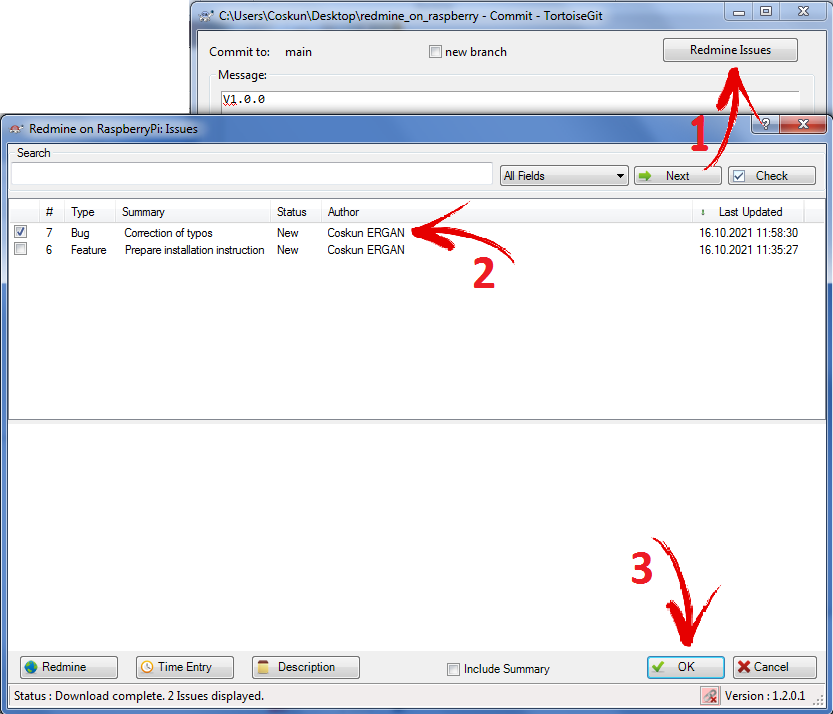 C:\Users\Coskun\Desktop\redmine_on_raspberry - Commit - TortoiseGit
Commit to: main new branch Redmine Issues
Message:
V1.0.0
1
Redmine on RaspberryPi: Issues ?
Search
All Fields Next Check
# Type Summary Status Author Last Updated
7 Bug Correction of typos New Coskun ERGAN 16.10.2021 11:58:30
6 Feature Prepare installation instruction New Coskun ERGAN 16.10.2021 11:35:27
2
3
Redmine Time Entry Description Include Summary OK Cancel
Status : Download complete. 2 Issues displayed. Version : 1.2.0.1